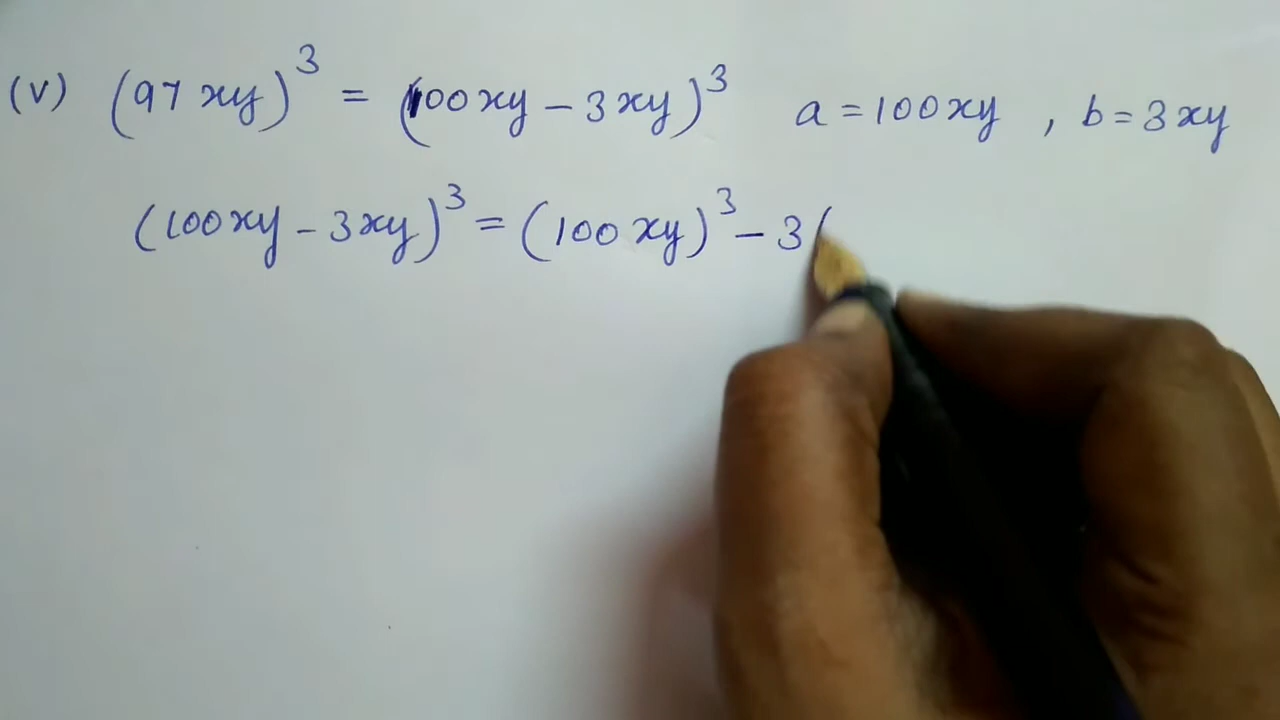 (v) (97xy)³ = (100xy - 3xy)³ a = 100xy , b = 3xy
(100xy - 3xy)³ = (100xy)³ - 3(